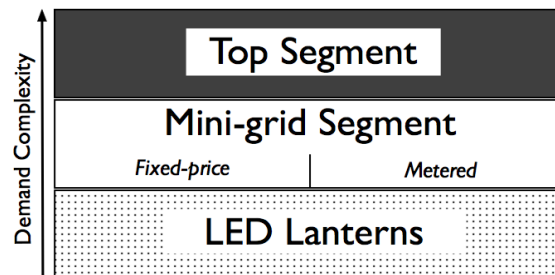 Top Segment
Mini-grid Segment
Fixed-price Metered
LED Lanterns
Demand Complexity